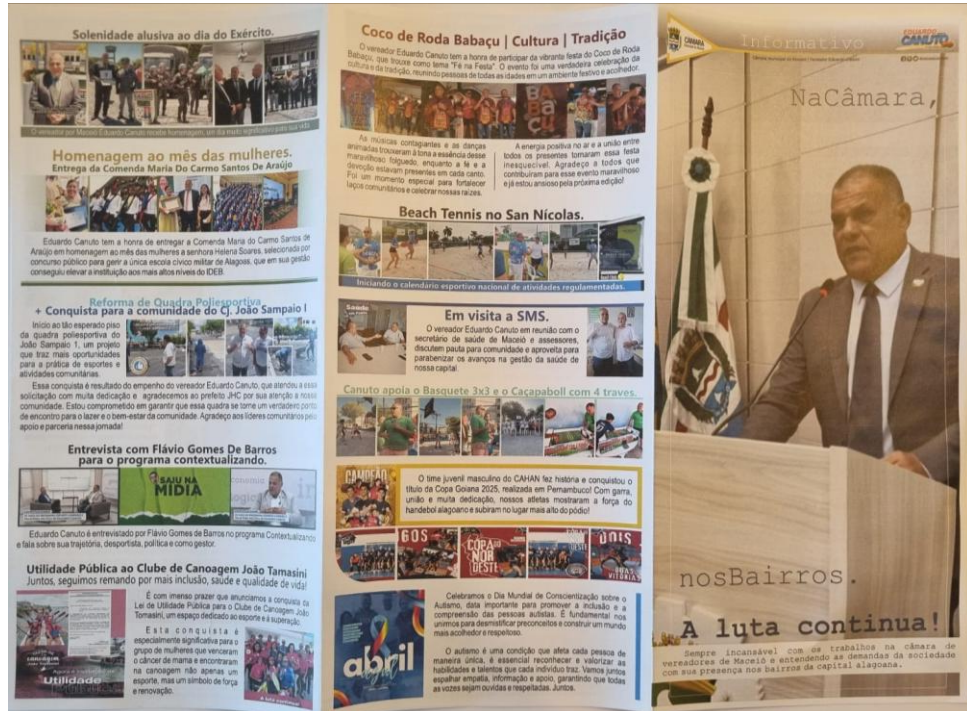 Solenidade alusiva ao dia do Exército.
O vereador por Maceió Eduardo Canuto recebe homenagem, um dia muito significativo para sua vida.
Homenagem ao mês das mulheres.
Entrega da Comenda Maria Do Carmo Santos De Araújo
Eduardo Canuto tem a honra de entregar a Comenda Maria do Carmo Santos de
Araújo em homenagem ao mês das mulheres a senhora Helena Soares, selecionada por
concurso público para gerir a única escola cívico militar de Alagoas, que em sua gestão
conseguiu elevar a instituição aos mais altos níveis do IDEB.
Reforma de Quadra Poliesportiva
+ Conquista para a comunidade do Cj. João Sampaio I
Início ao tão esperado piso
da quadra poliesportiva do
João Sampaio 1, um projeto
que traz mais oportunidades
para a prática de esportes e
atividades comunitárias.
Essa conquista é resultado do empenho do vereador Eduardo Canuto, que atendeu a essa
solicitação com muita dedicação e agradecemos ao prefeito JHC por sua atenção a nossa
comunidade. Estou comprometido em garantir que essa quadra se torne um verdadeiro ponto
de encontro para o lazer e o bem-estar da comunidade. Agradeço aos líderes comunitários pelo
apoio e parceria nessa jornada!
Entrevista com Flávio Gomes De Barros
para o programa contextualizando.
SAJU NA
MÍDIA
Eduardo Canuto é entrevistado por Flávio Gomes de Barros no programa Contextualizando
e fala sobre sua trajetória, desportista, política e como gestor.
Utilidade Pública ao Clube de Canoagem João Tamasini
Juntos, seguimos remando por mais inclusão, saúde e qualidade de vida!
É com imenso prazer que anunciamos a conquista da
Lei de Utilidade Pública para o Clube de Canoagem João
Tomasini, um espaço dedicado ao esporte e à superação.
Esta conquista é
especialmente significativa para o
grupo de mulheres que venceram
o câncer de mama e encontraram
na canoagem não apenas um
esporte, mas um símbolo de força
e renovação.
Utilidade
Coco de Roda Babaçu | Cultura | Tradição
O vereador Eduardo Canuto tem a honra de participar da vibrante festa do Coco de Roda
Babaçu, que trouxe como tema "Fé na Festa". O evento foi uma verdadeira celebração da
cultura e da tradição, reunindo pessoas de todas as idades em um ambiente festivo e acolhedor.
As músicas contagiantes e as danças
animadas trouxeram à tona a essência desse
maravilhoso folguedo, enquanto a fé e a
devoção estavam presentes em cada canto.
Foi um momento especial para fortalecer
laços comunitários e celebrar nossas raízes.
A energia positiva no ar e a união entre
todos os presentes tornaram essa festa
inesquecível. Agradeço a todos que
contribuíram para esse evento maravilhoso
e já estou ansioso pela próxima edição!
Beach Tennis no San Nícolas.
Iniciando o calendário esportivo nacional de atividades regulamentadas.
Saúde
Em visita a SMS.
O vereador Eduardo Canuto em reunião com o
secretário de saúde de Maceió e assessores,
discutem pauta para comunidade e aproveita para
parabenizar os avanços na gestão da saúde de
nossa capital.
Canuto apoia o Basquete 3x3 e o Caçapaboll com 4 traves.
CAMPEÃO
O time juvenil masculino do CAHAN fez história e conquistou o
título da Copa Goiana 2025, realizada em Pernambuco! Com garra,
união e muita dedicação, nossos atletas mostraram a força do
handebol alagoano e subiram no lugar mais alto do pódio!
COPA DO
NOR
OESTE
DOIS
abril
Celebramos o Dia Mundial de Conscientização sobre o
Autismo, data importante para promover a inclusão e a
compreensão das pessoas autistas. É fundamental nos
unirmos para desmistificar preconceitos e construir um mundo
mais acolhedor e respeitoso.
O autismo é uma condição que afeta cada pessoa de
maneira única, é essencial reconhecer e valorizar as
habilidades e talentos que cada indivíduo traz. Vamos juntos
espalhar empatia, informação e apoio, garantindo que todas
as vozes sejam ouvidas e respeitadas. Juntos.
CÂMARA
Informativo
EDUARDO
CANUTO
NaCâmara,
nosBairros.
A luta continua!
Sempre incansável com os trabalhos na câmara de
vereadores de Maceió e entendendo as demandas da sociedade
com sua presença nos bairros da capital alagoana.